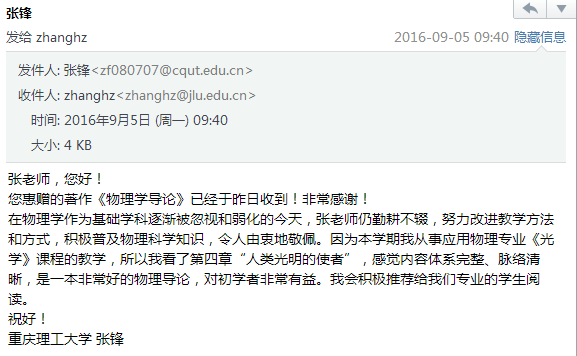 张锋
发给 zhanghz
2016-09-05 09:40 隐藏信息
发件人: 张锋<zf080707@cqut.edu.cn>
收件人: zhanghz<zhanghz@jlu.edu.cn>
时间: 2016年9月5日 (周一) 09:40
大小: 4 KB
张老师，您好！
您惠赠的著作《物理学导论》已经于昨日收到！非常感谢！
在物理学作为基础学科逐渐被忽视和弱化的今天，张老师仍勤耕不辍，努力改进教学方法
和方式，积极普及物理科学知识，令人由衷地敬佩。因为本学期我从事应用物理专业《光
学》课程的教学，所以我看了第四章“人类光明的使者”，感觉内容体系完整、脉络清
晰，是一本非常好的物理导论，对初学者非常有益。我会积极推荐给我们专业的学生阅
读。
祝好！
重庆理工大学 张锋